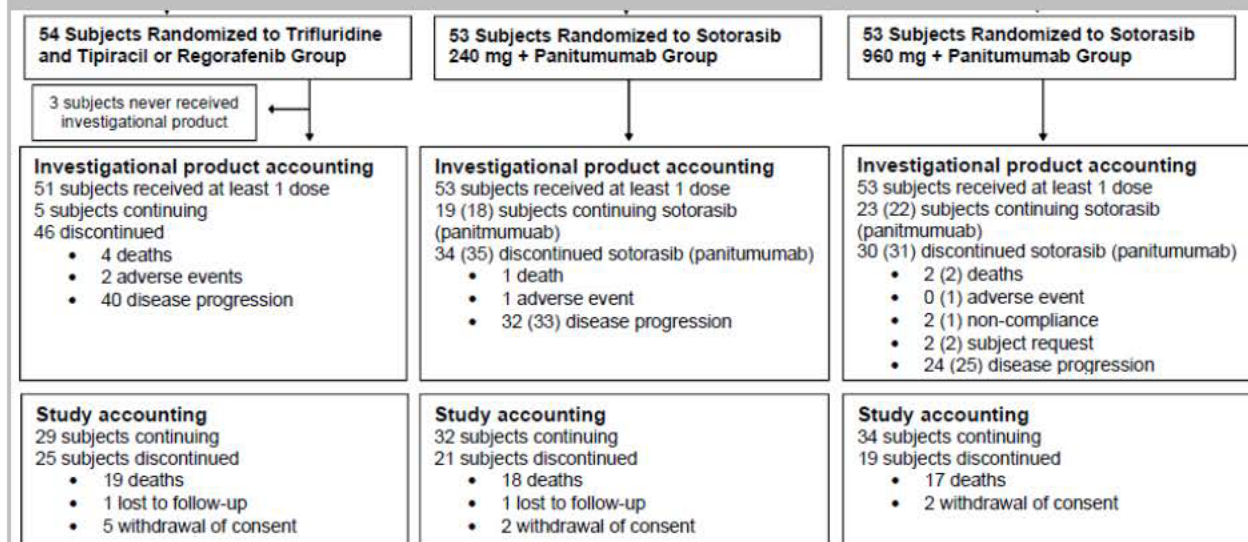 54 Subjects Randomized to Trifluridine
and Tipiracil or Regorafenib Group
53 Subjects Randomized to Sotorasib
240 mg + Panitumumab Group
53 Subjects Randomized to Sotorasib
960 mg + Panitumumab Group
3 subjects never received
investigational product
Investigational product accounting
51 subjects received at least 1 dose
5 subjects continuing
46 discontinued
• 4 deaths
• 2 adverse events
• 40 disease progression
Investigational product accounting
53 subjects received at least 1 dose
19 (18) subjects continuing sotorasib
(panitmumuab)
34 (35) discontinued sotorasib (panitumumab)
• 1 death
• 1 adverse event
• 32 (33) disease progression
Investigational product accounting
53 subjects received at least 1 dose
23 (22) subjects continuing sotorasib
(panitmumuab)
30 (31) discontinued sotorasib (panitumumab)
• 2 (2) deaths
• 0 (1) adverse event
• 2 (1) non-compliance
• 2 (2) subject request
• 24 (25) disease progression
Study accounting
29 subjects continuing
25 subjects discontinued
• 19 deaths
• 1 lost to follow-up
• 5 withdrawal of consent
Study accounting
32 subjects continuing
21 subjects discontinued
• 18 deaths
• 1 lost to follow-up
• 2 withdrawal of consent
Study accounting
34 subjects continuing
19 subjects discontinued
• 17 deaths
• 2 withdrawal of consent